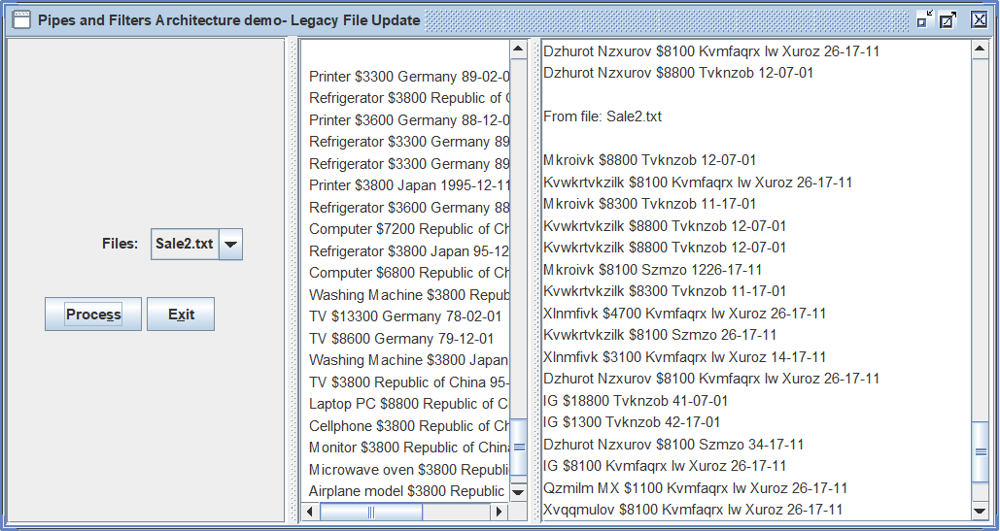 Pipes and Filters Architecture demo- Legacy File Update
Files:
Sale2.txt
Process
Exit
Printer $3300 Germany 89-02-0
Refrigerator $3800 Republic of
Printer $3600 Germany 88-12-0
Refrigerator $3300 Germany 89
Refrigerator $3300 Germany 89
Printer $3800 Japan 1995-12-11
Refrigerator $3600 Germany 88
Computer $7200 Republic of Ch
Refrigerator $3800 Japan 95-12
Computer $6800 Republic of Ch
Washing Machine $3800 Repub
TV $13300 Germany 78-02-01
TV $8600 Germany 79-12-01
Washing Machine $3800 Japan
TV $3800 Republic of China 95-
Laptop PC $8800 Republic of C
Cellphone $3800 Republic of Ch
Monitor $3800 Republic of China
Microwave oven $3800 Republi
Airplane model $3800 Republic
Dzhurot Nzxurov $8100 Kvmfaqrx lw Xuroz 26-17-11
Dzhurot Nzxurov $8800 Tvknzob 12-07-01
From file: Sale2.txt
Mkroivk $8800 Tvknzob 12-07-01
Kvwkrtvkzilk $8100 Kvmfaqrx lw Xuroz 26-17-11
Mkroivk $8300 Tvknzob 11-17-01
Kvwkrtvkzilk $8800 Tvknzob 12-07-01
Kvwkrtvkzilk $8800 Tvknzob 12-07-01
Mkroivk $8100 Szmzo 1226-17-11
Kvwkrtvkzilk $8300 Tvknzob 11-17-01
Xlnmfivk $4700 Kvmfaqrx lw Xuroz 26-17-11
Kvwkrtvkzilk $8100 Szmzo 26-17-11
Xlnmfivk $3100 Kvmfaqrx lw Xuroz 14-17-11
Dzhurot Nzxurov $8100 Kvmfaqrx lw Xuroz 26-17-11
IG $18800 Tvknzob 41-07-01
IG $1300 Tvknzob 42-17-01
Dzhurot Nzxurov $8100 Szmzo 34-17-11
IG $8100 Kvmfaqrx lw Xuroz 26-17-11
Qzmilm MX $1100 Kvmfaqrx lw Xuroz 26-17-11
Xvqqmulov $8100 Kvmfaqrx lw Xuroz 26-17-11